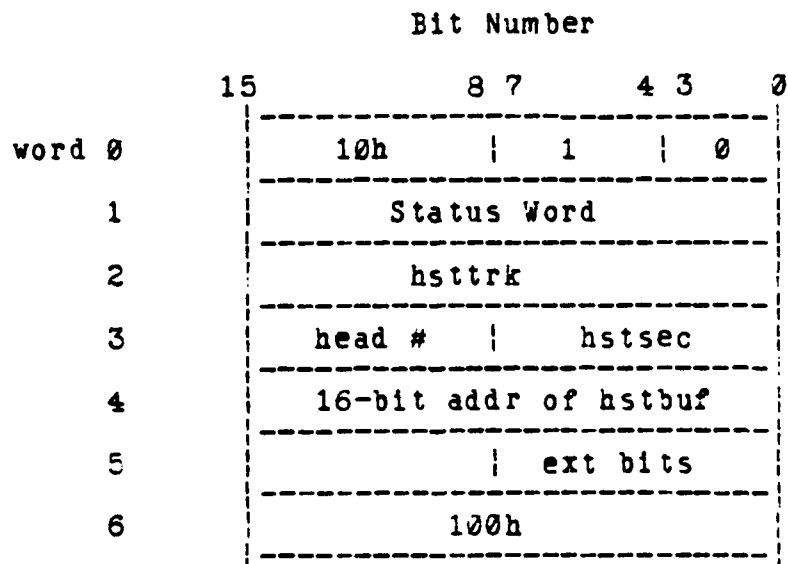 Bit Number
15 8 7 4 3 0
word 0 10h | 1 | 0
1 Status Word
2 hsttrk
3 head # | hstsec
4 16-bit addr of hstbuf
5 | ext bits
6 100h